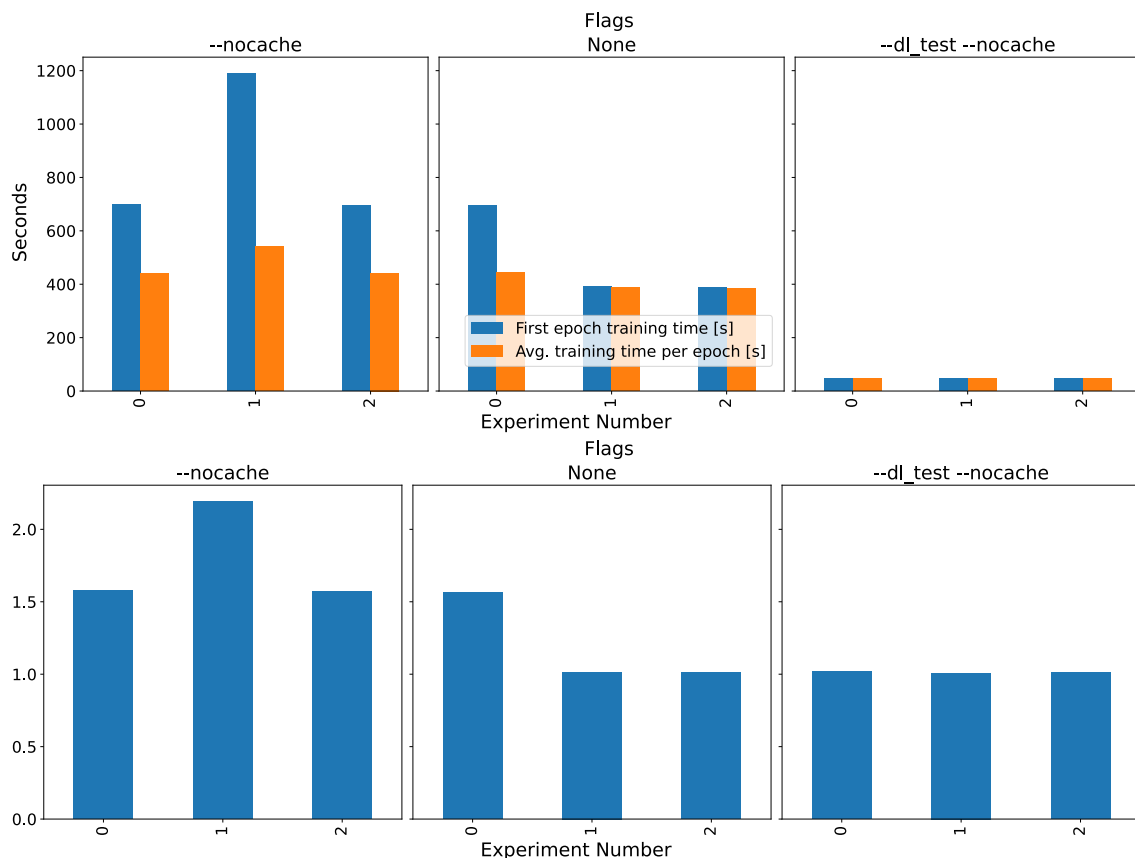 Flags
--nocache None --dl_test --nocache
1200
1000
800
600
400
200
0
Seconds
First epoch training time [s]
Avg. training time per epoch [s]
0 1 2 0 1 2 0 1 2
Experiment Number
Flags
--nocache None --dl_test --nocache
2.0
1.5
1.0
0.5
0.0
0 1 2 0 1 2 0 1 2
Experiment Number